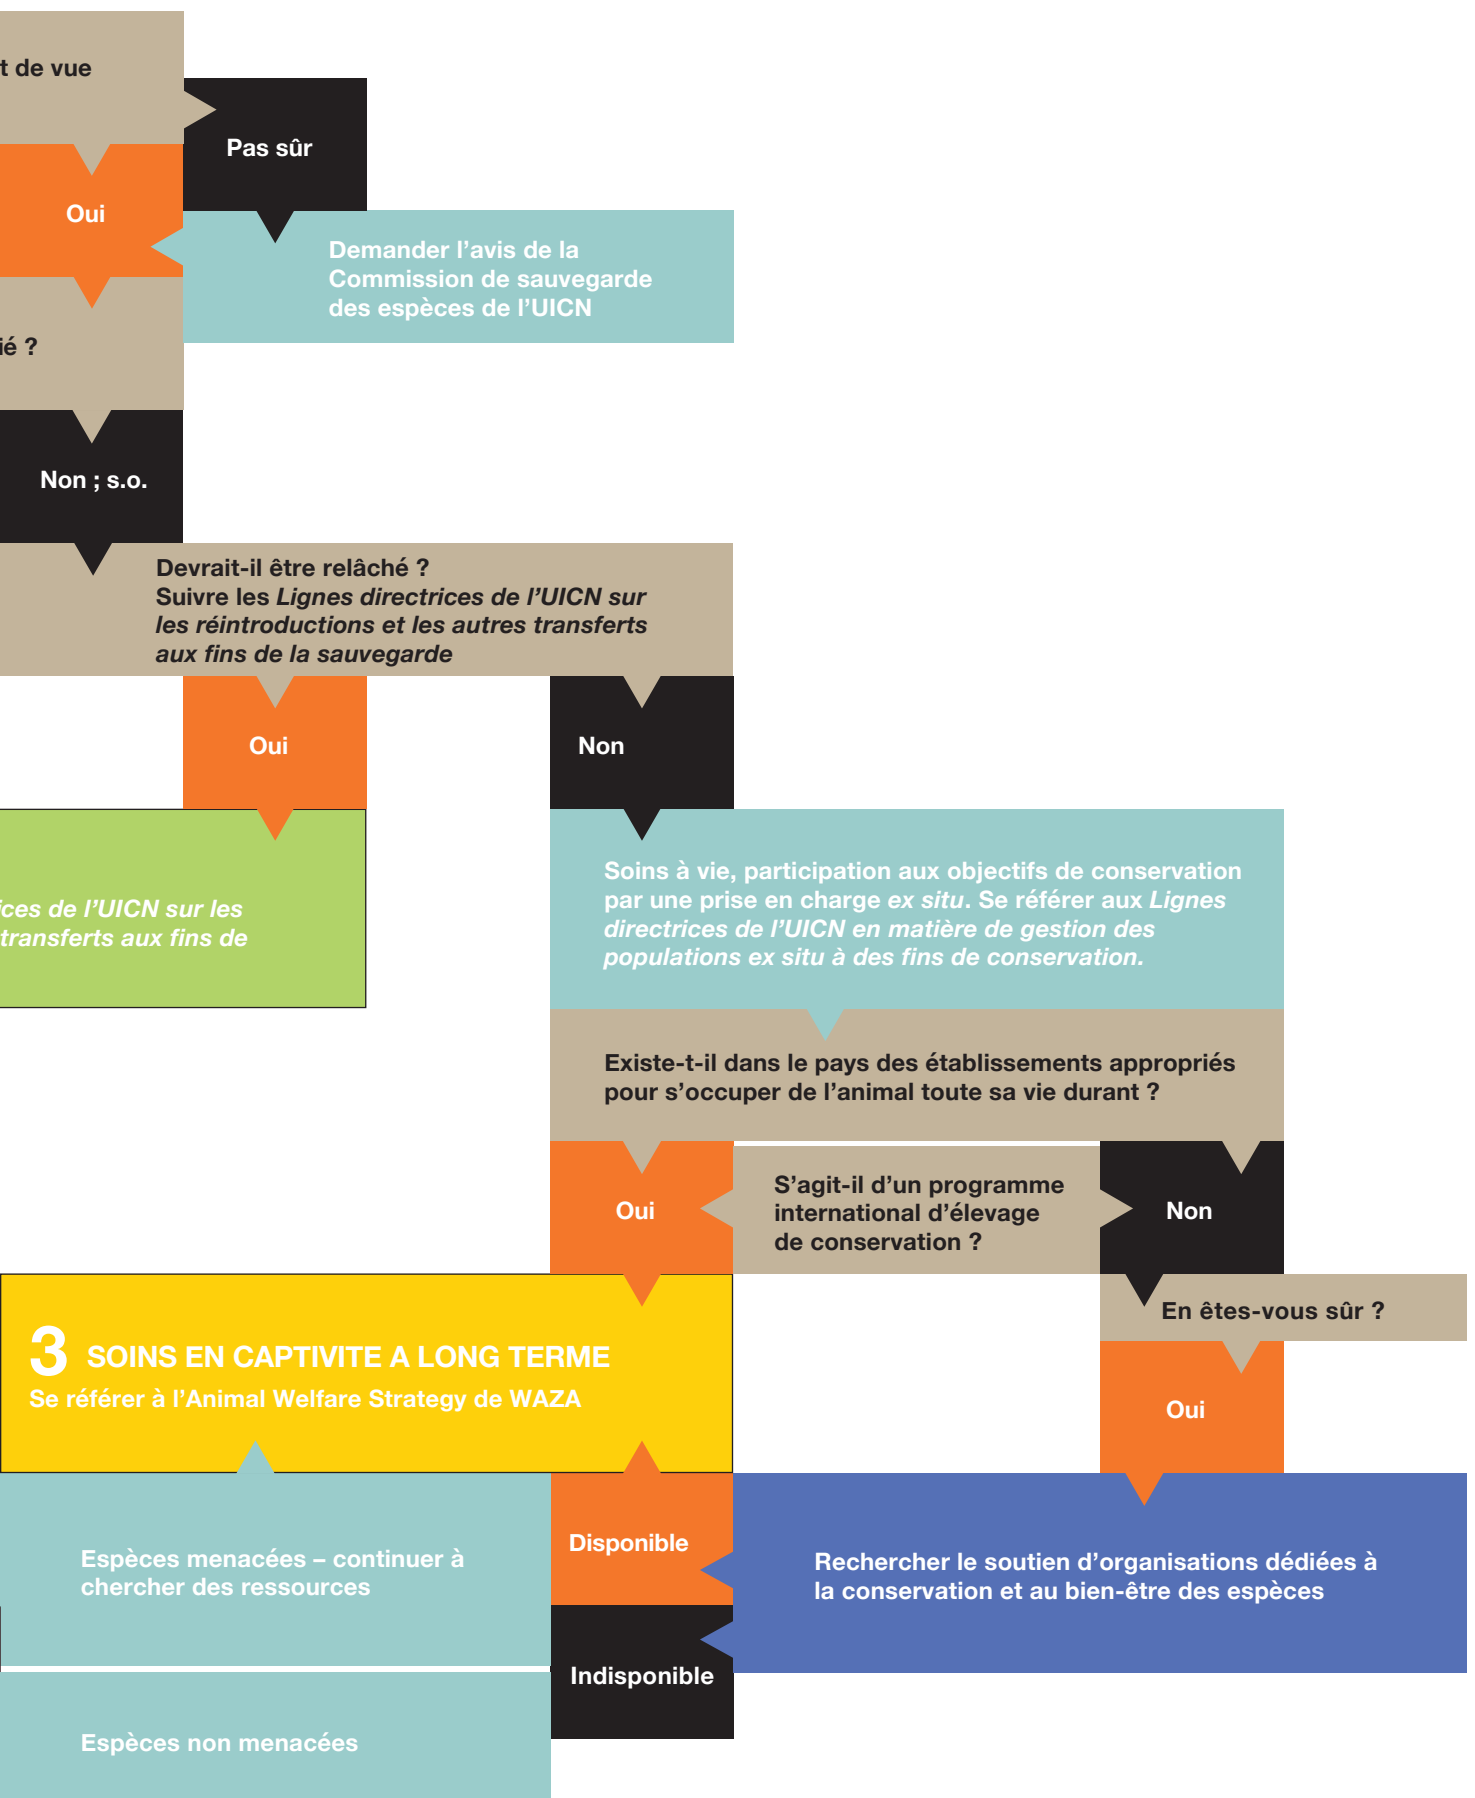 t de vue
Pas sûr
Oui
Demander l’avis de la
Commission de sauvegarde
des espèces de l’UICN
ié ?
Non ; s.o.
Devrait-il être relâché ?
Suivre les Lignes directrices de l’UICN sur
les réintroductions et les autres transferts
aux fins de la sauvegarde
Oui
Non
ices de l’UICN sur les
transferts aux fins de
Soins à vie, participation aux objectifs de conservation
par une prise en charge ex situ. Se référer aux Lignes
directrices de l’UICN en matière de gestion des
populations ex situ à des fins de conservation.
Existe-t-il dans le pays des établissements appropriés
pour s’occuper de l’animal toute sa vie durant ?
Oui
S’agit-il d’un programme
international d’élevage
de conservation ?
Non
En êtes-vous sûr ?
3 SOINS EN CAPTIVITE A LONG TERME
Se référer à l’Animal Welfare Strategy de WAZA
Oui
Espèces menacées – continuer à
chercher des ressources
Disponible
Rechercher le soutien d’organisations dédiées à
la conservation et au bien-être des espèces
Indisponible
Espèces non menacées